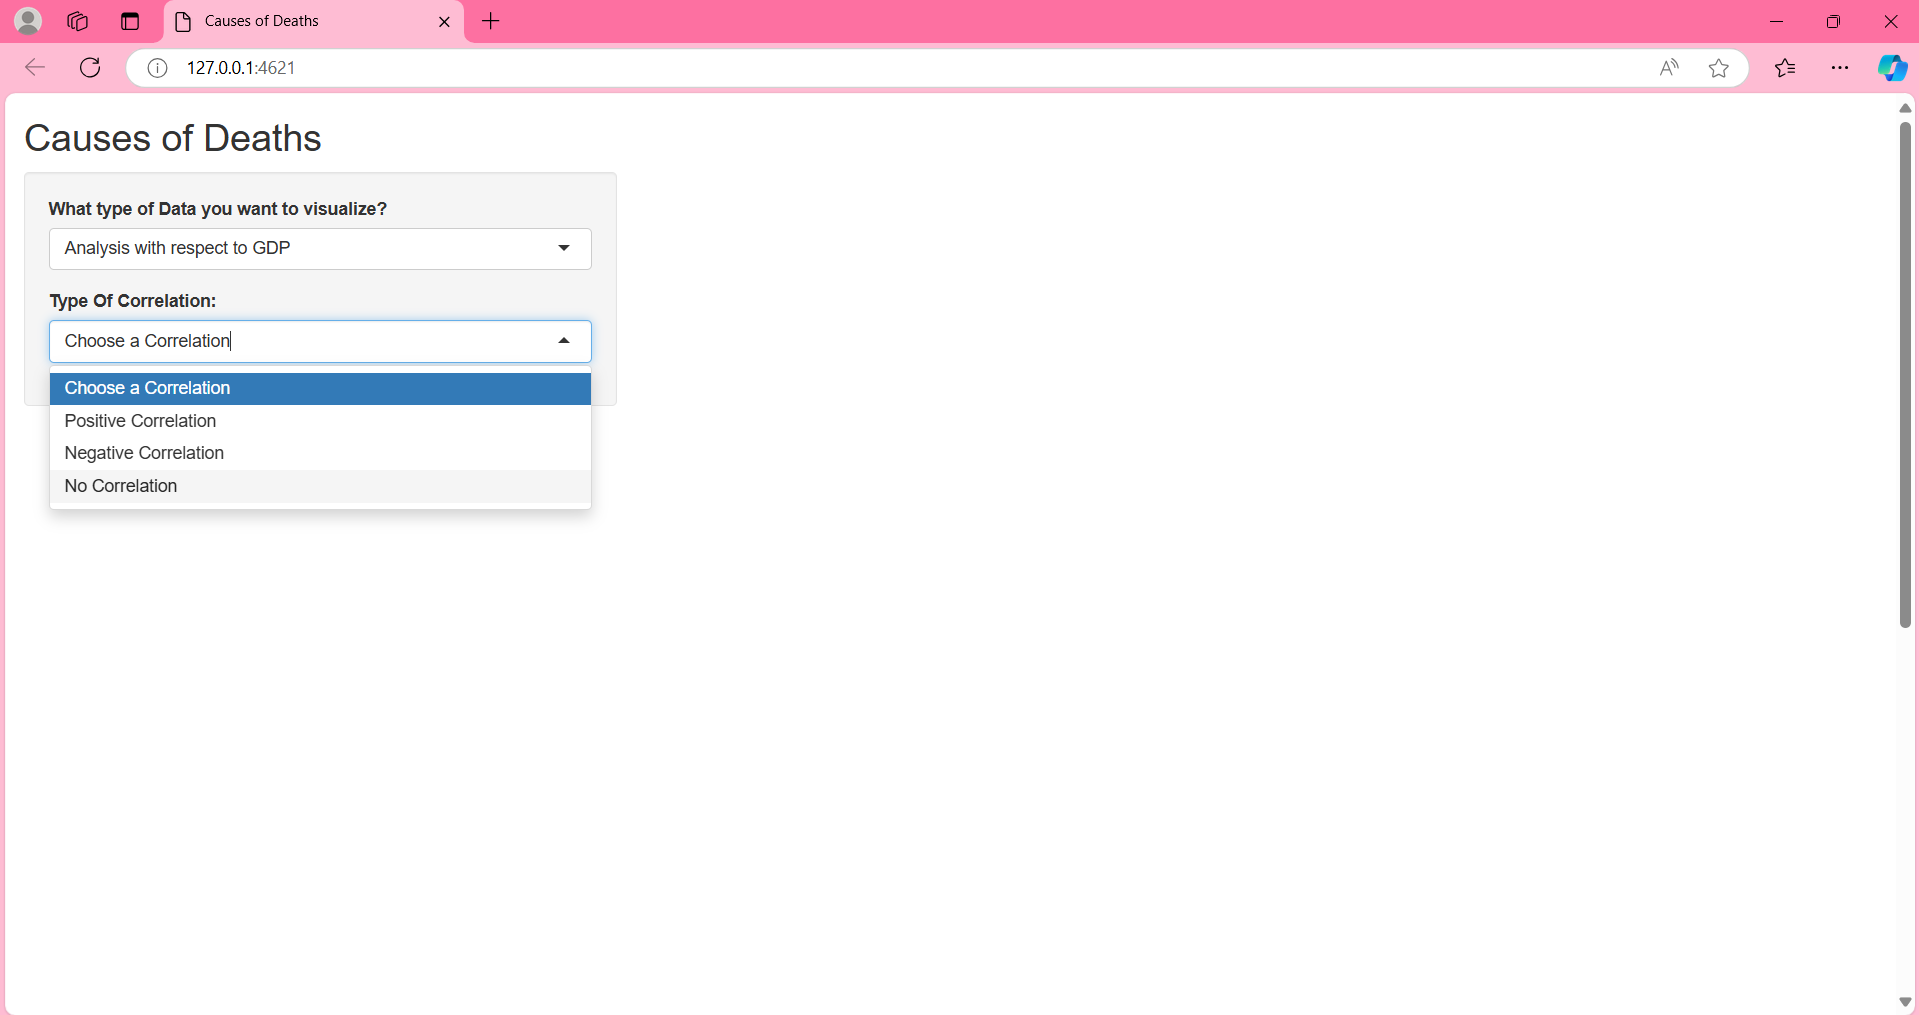 Causes of Deaths
127.0.0.1:4621
Causes of Deaths
What type of Data you want to visualize?
Analysis with respect to GDP
Type Of Correlation:
Choose a Correlation
Choose a Correlation
Positive Correlation
Negative Correlation
No Correlation